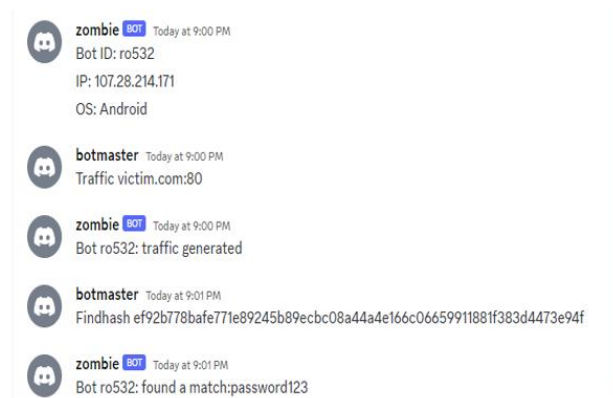 zombie BOT Today at 9:00 PM
Bot ID: ro532
IP: 107.28.214.171
OS: Android
botmaster Today at 9:00 PM
Traffic victim.com:80
zombie BOT Today at 9:00 PM
Bot ro532: traffic generated
botmaster Today at 9:01 PM
Findhash ef92b778bafe771e89245b89ecbc08a44a4e166c06659911881f383d4473e94f
zombie BOT Today at 9:01 PM
Bot ro532: found a match:password123